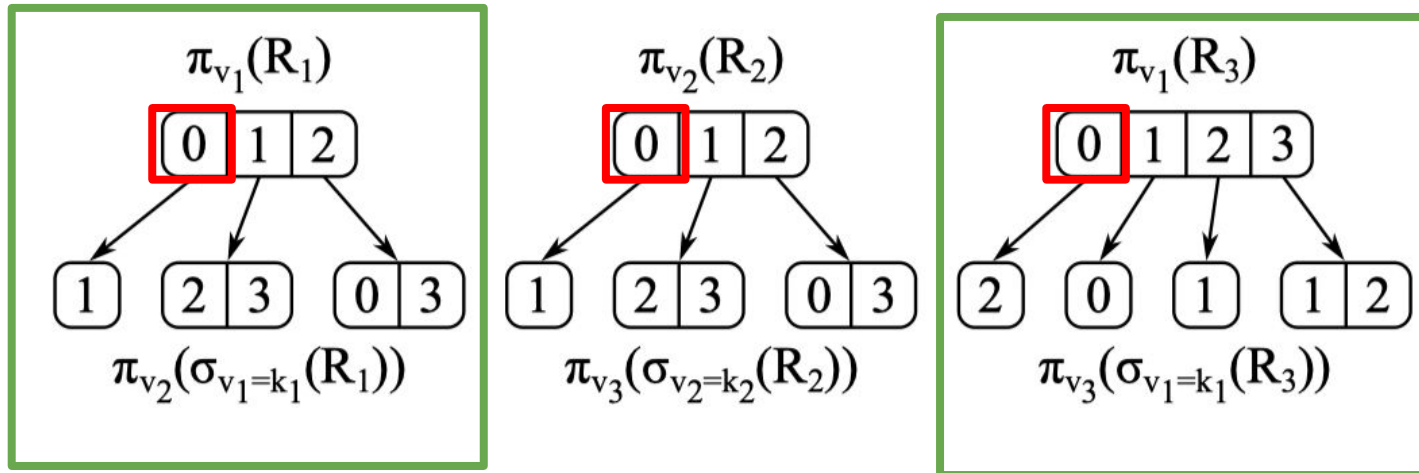 π_{v_1}(R_1) π_{v_2}(R_2) π_{v_1}(R_3)
0 1 2 0 1 2 0 1 2 3
1 2 3 0 3 1 2 3 0 3 2 0 1 1 2
π_{v_2}(σ_{v_1=k_1}(R_1)) π_{v_3}(σ_{v_2=k_2}(R_2)) π_{v_3}(σ_{v_1=k_1}(R_3))